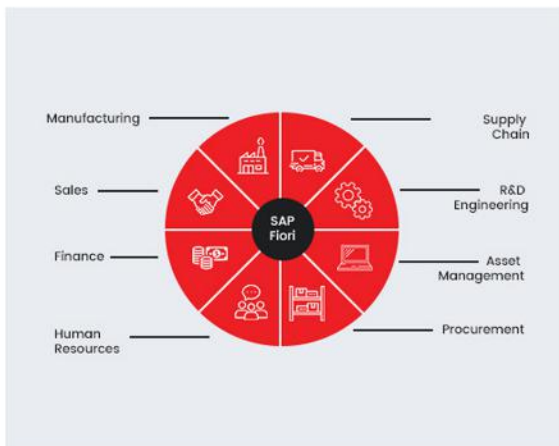 Manufacturing
Supply
Chain
Sales
R&D
Engineering
SAP
Fiori
Finance
Asset
Management
Human
Resources
Procurement